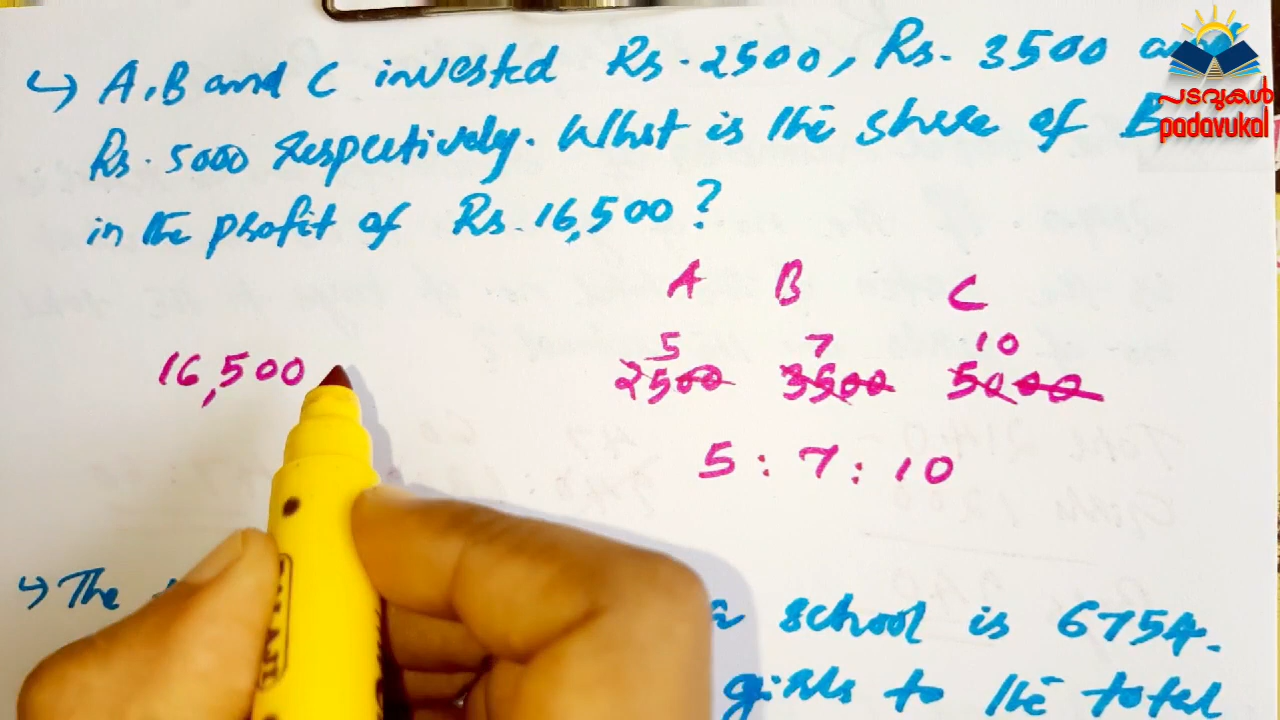 ↪ A, B and C invested Rs. 2500, Rs. 3500 and
Rs. 5000 respectively. What is the share of B
in the profit of Rs. 16,500?
പടവുകൾ
padavukal
A B C
5 7 10
2500 3500 5000
16,500
5 : 7 : 10
↪ The school is 6754.
girls to the total